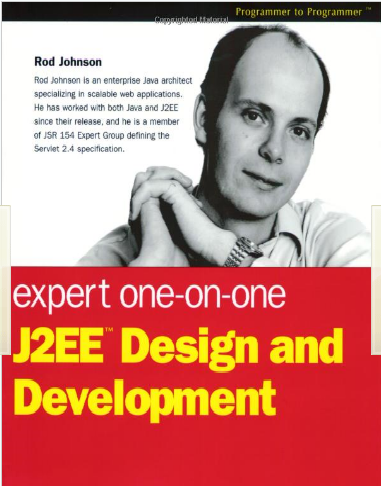 Programmer to Programmer ™
Copyrighted Material
Rod Johnson
Rod Johnson is an enterprise Java architect
specializing in scalable web applications.
He has worked with both Java and J2EE
since their release, and he is a member
of JSR 154 Expert Group defining the
Servlet 2.4 specification.
expert one-on-one
J2EE™ Design and
Development